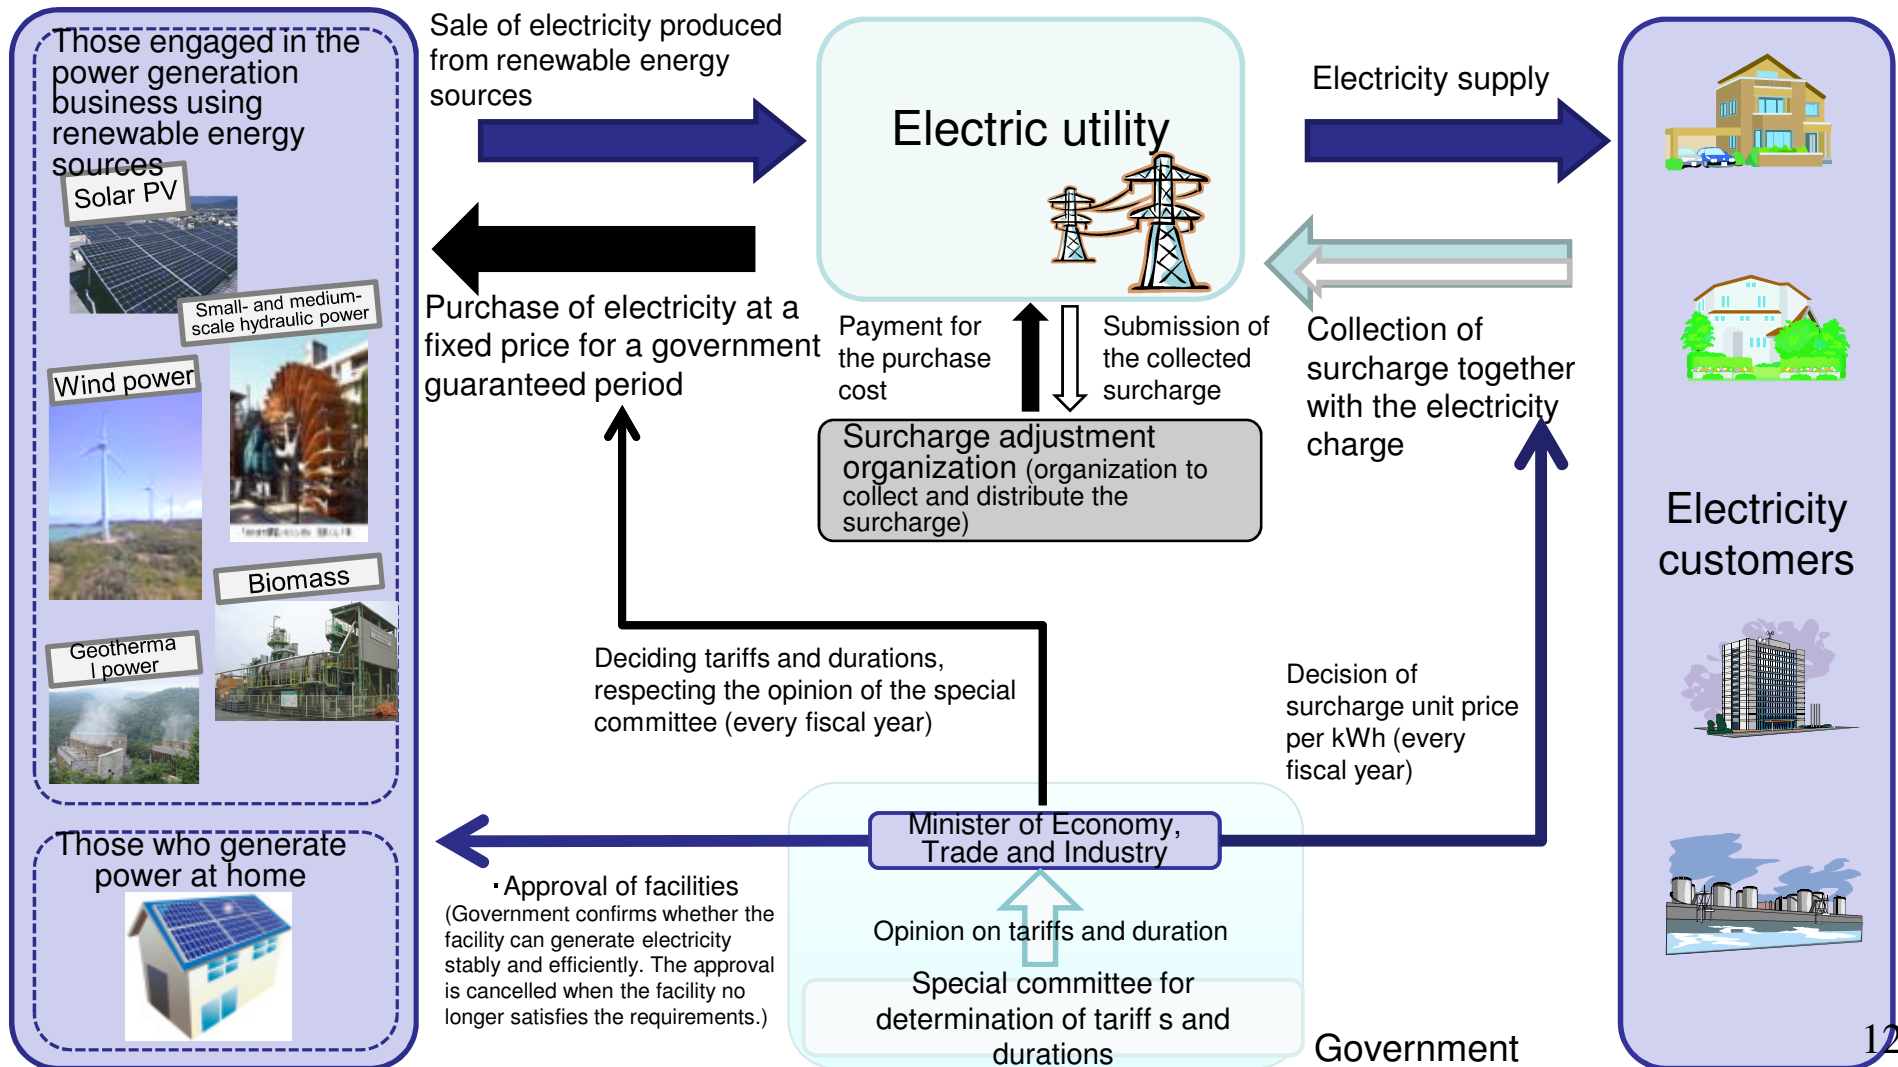 Those engaged in the
power generation
business using
renewable energy
sources
Solar PV
Small- and medium-
scale hydraulic power
Wind power
Biomass
Geotherma
l power
Those who generate
power at home
Sale of electricity produced
from renewable energy
sources
Purchase of electricity at a
fixed price for a government
guaranteed period
Electric utility
Payment for
the purchase
cost
Submission of
the collected
surcharge
Surcharge adjustment
organization (organization to
collect and distribute the
surcharge)
Electricity supply
Collection of
surcharge together
with the electricity
charge
Electricity
customers
Deciding tariffs and durations,
respecting the opinion of the special
committee (every fiscal year)
Decision of
surcharge unit price
per kWh (every
fiscal year)
Minister of Economy,
Trade and Industry
・Approval of facilities
(Government confirms whether the
facility can generate electricity
stably and efficiently. The approval
is cancelled when the facility no
longer satisfies the requirements.)
Opinion on tariffs and duration
Special committee for
determination of tariff s and
durations
Government
12